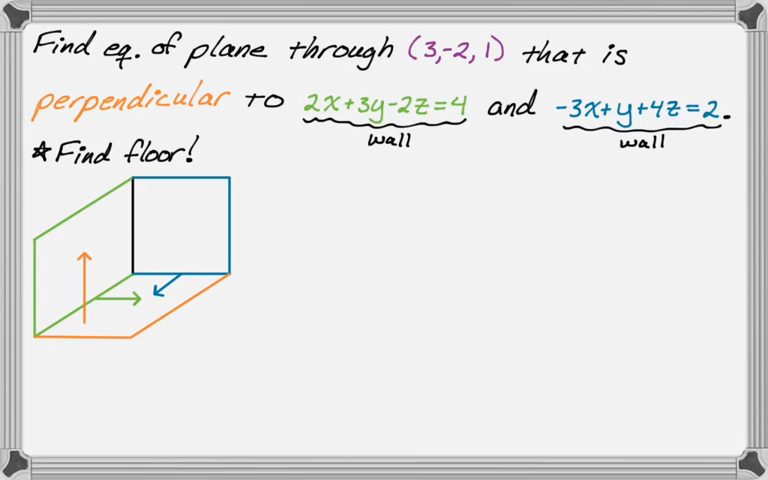 Find eq. of plane through (3,-2,1) that is
perpendicular to 2x+3y-2z=4 and -3x+y+4z=2.
wall wall
*Find floor!